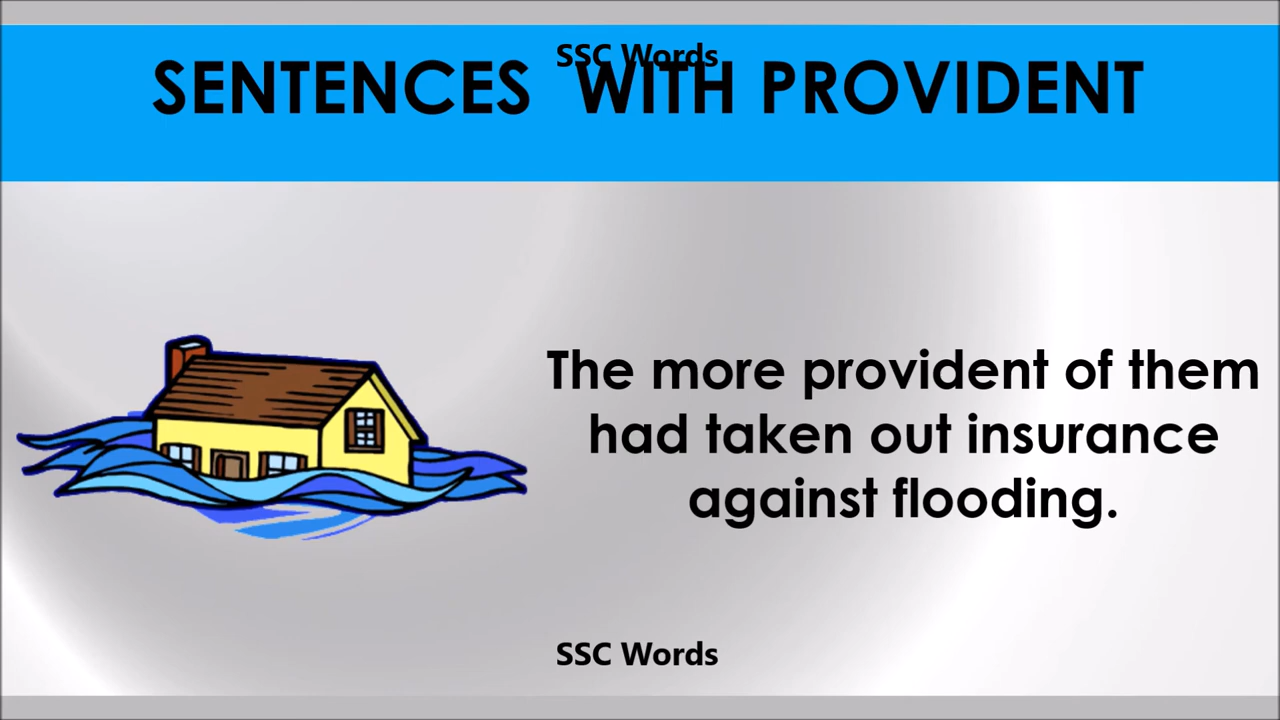 SSC Words
SENTENCES WITH PROVIDENT
The more provident of them
had taken out insurance
against flooding.
SSC Words